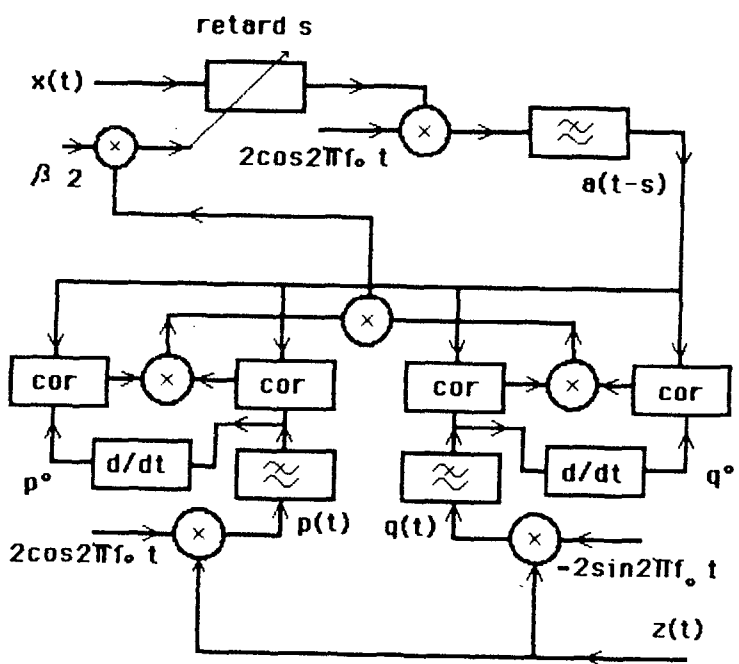 retard s
x(t)
×
×
2cos2πf₀ t
β 2
a(t-s)
×
cor
×
cor
cor
×
cor
d/dt
d/dt
p°
q°
p(t)
q(t)
×
×
2cos2πf₀ t
-2sin2πf₀ t
z(t)